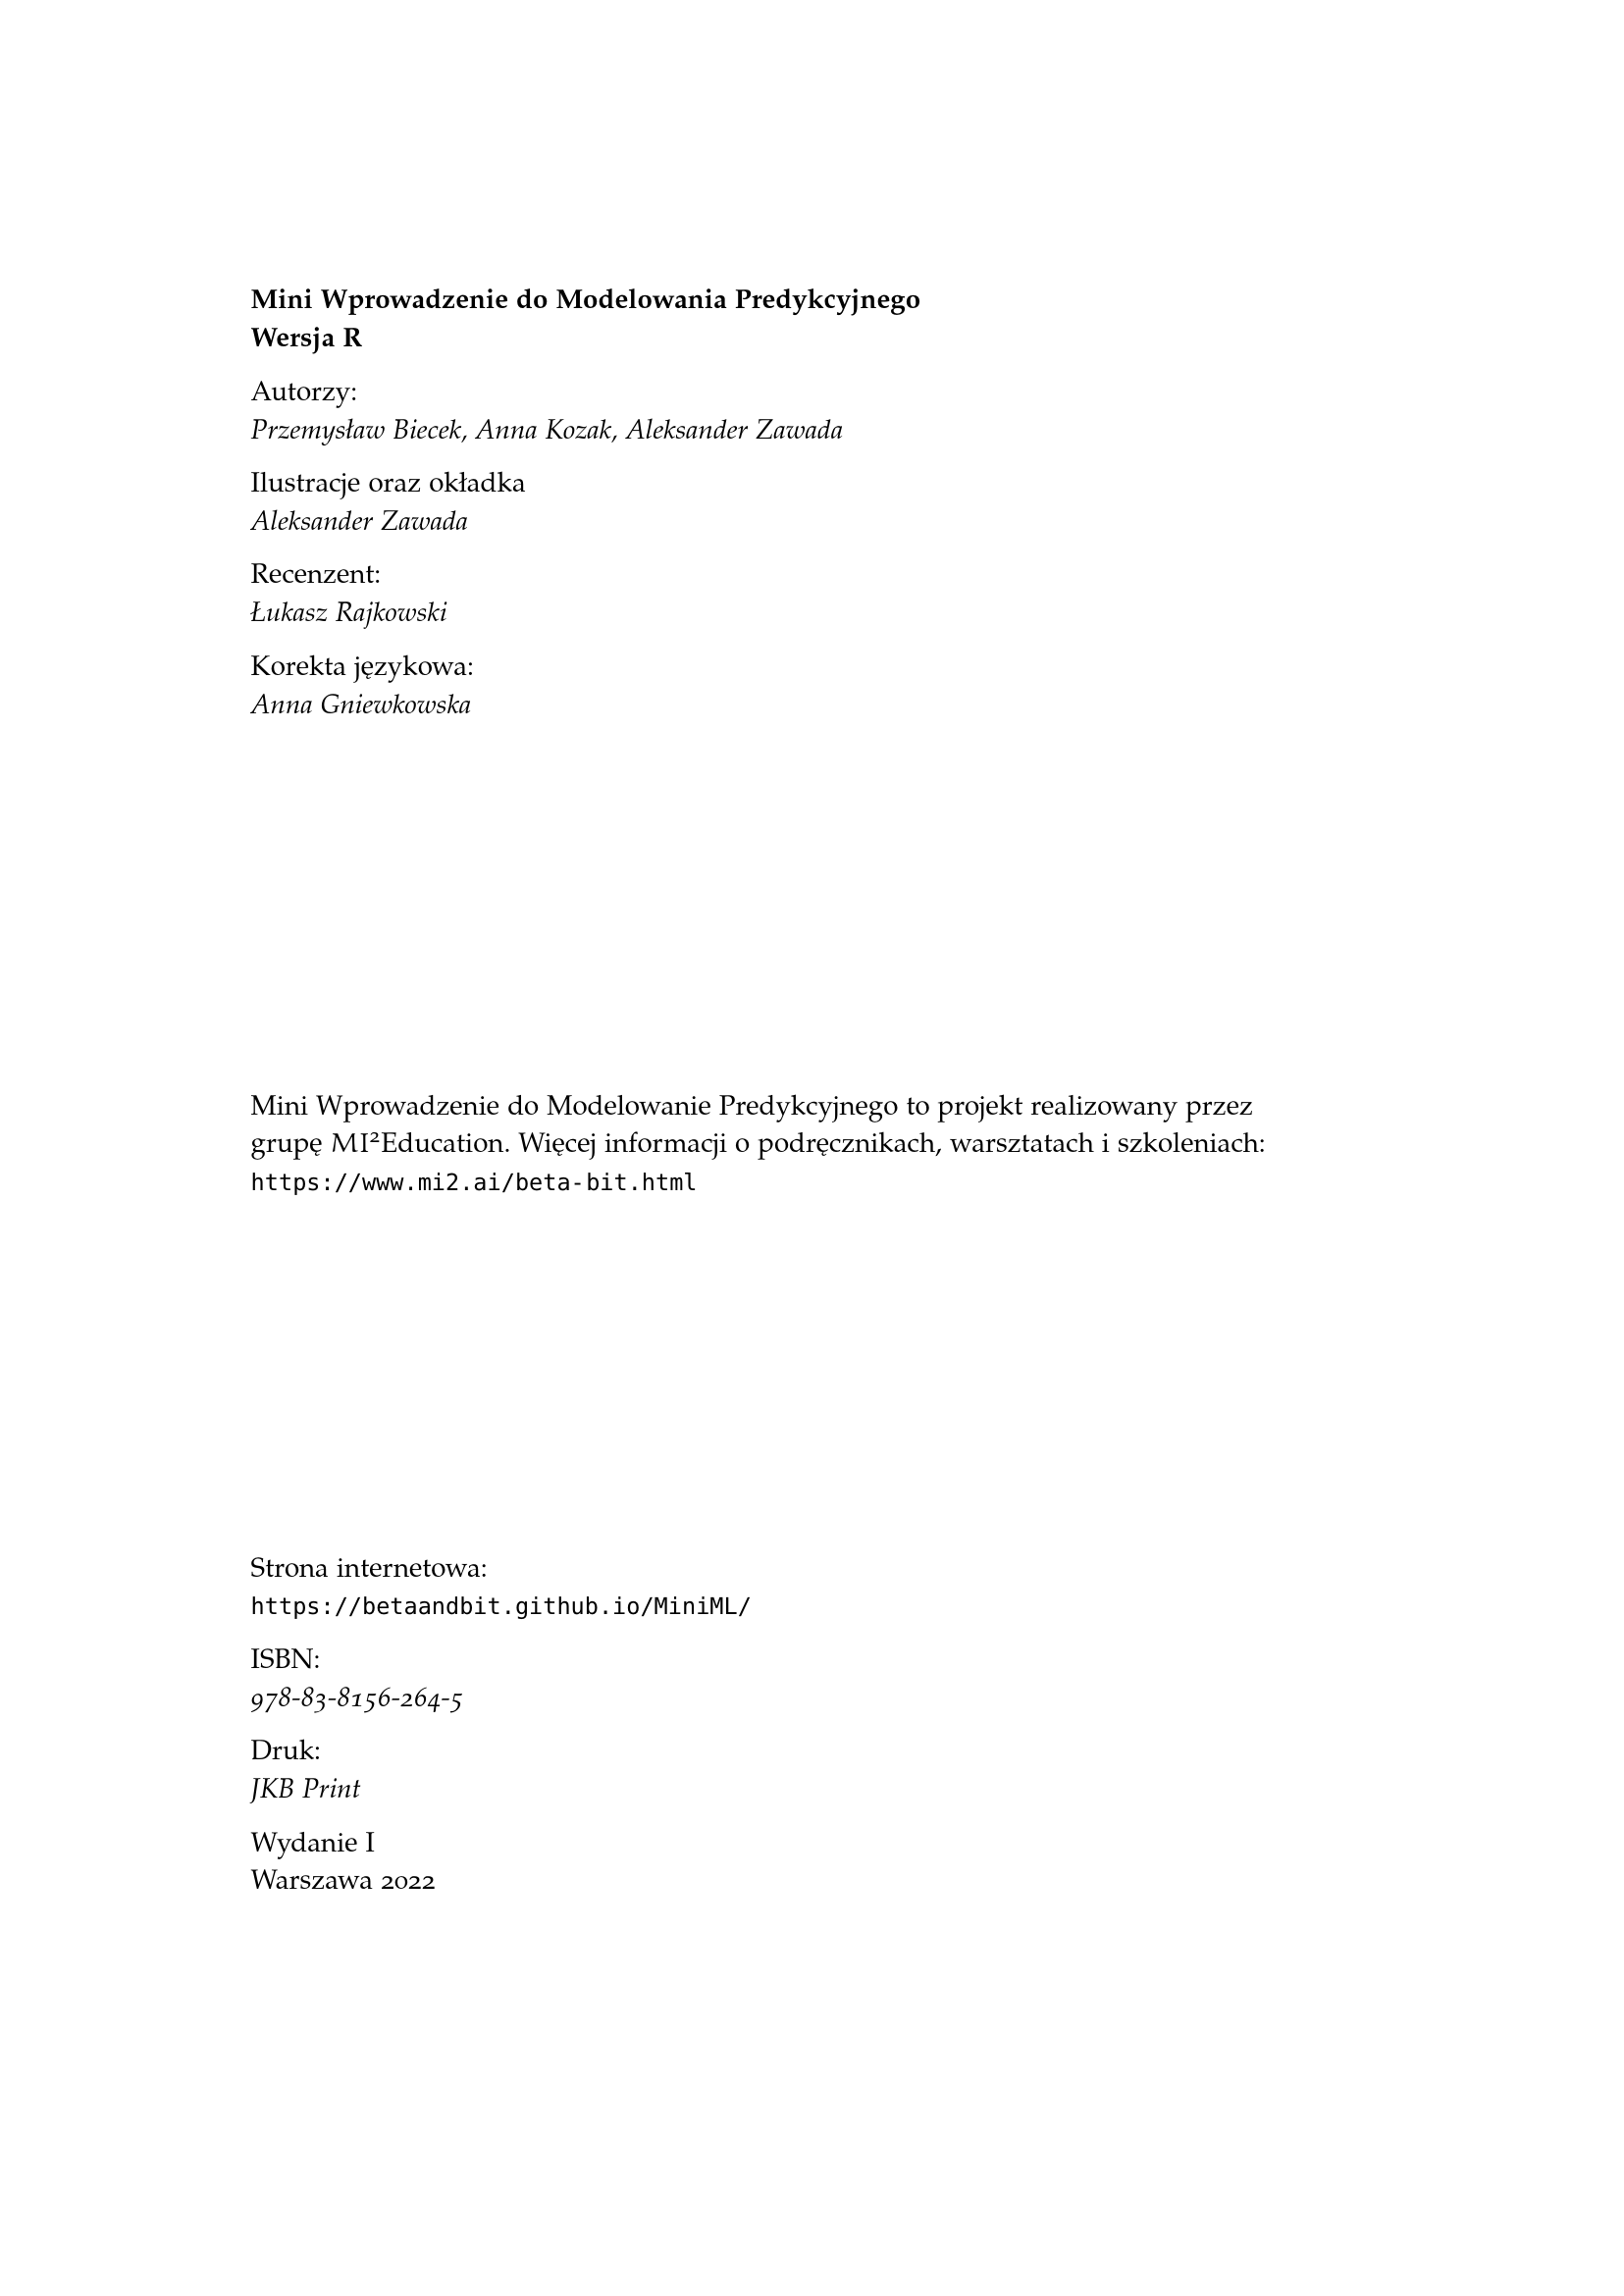 Mini Wprowadzenie do Modelowania Predykcyjnego
Wersja R
Autorzy:
Przemysław Biecek, Anna Kozak, Aleksander Zawada
Ilustracje oraz okładka
Aleksander Zawada
Recenzent:
Łukasz Rajkowski
Korekta językowa:
Anna Gniewkowska
Mini Wprowadzenie do Modelowanie Predykcyjnego to projekt realizowany przez
grupę MI²Education. Więcej informacji o podręcznikach, warsztatach i szkoleniach:
https://www.mi2.ai/beta-bit.html
Strona internetowa:
https://betaandbit.github.io/MiniML/
ISBN:
978-83-8156-264-5
Druk:
JKB Print
Wydanie I
Warszawa 2022